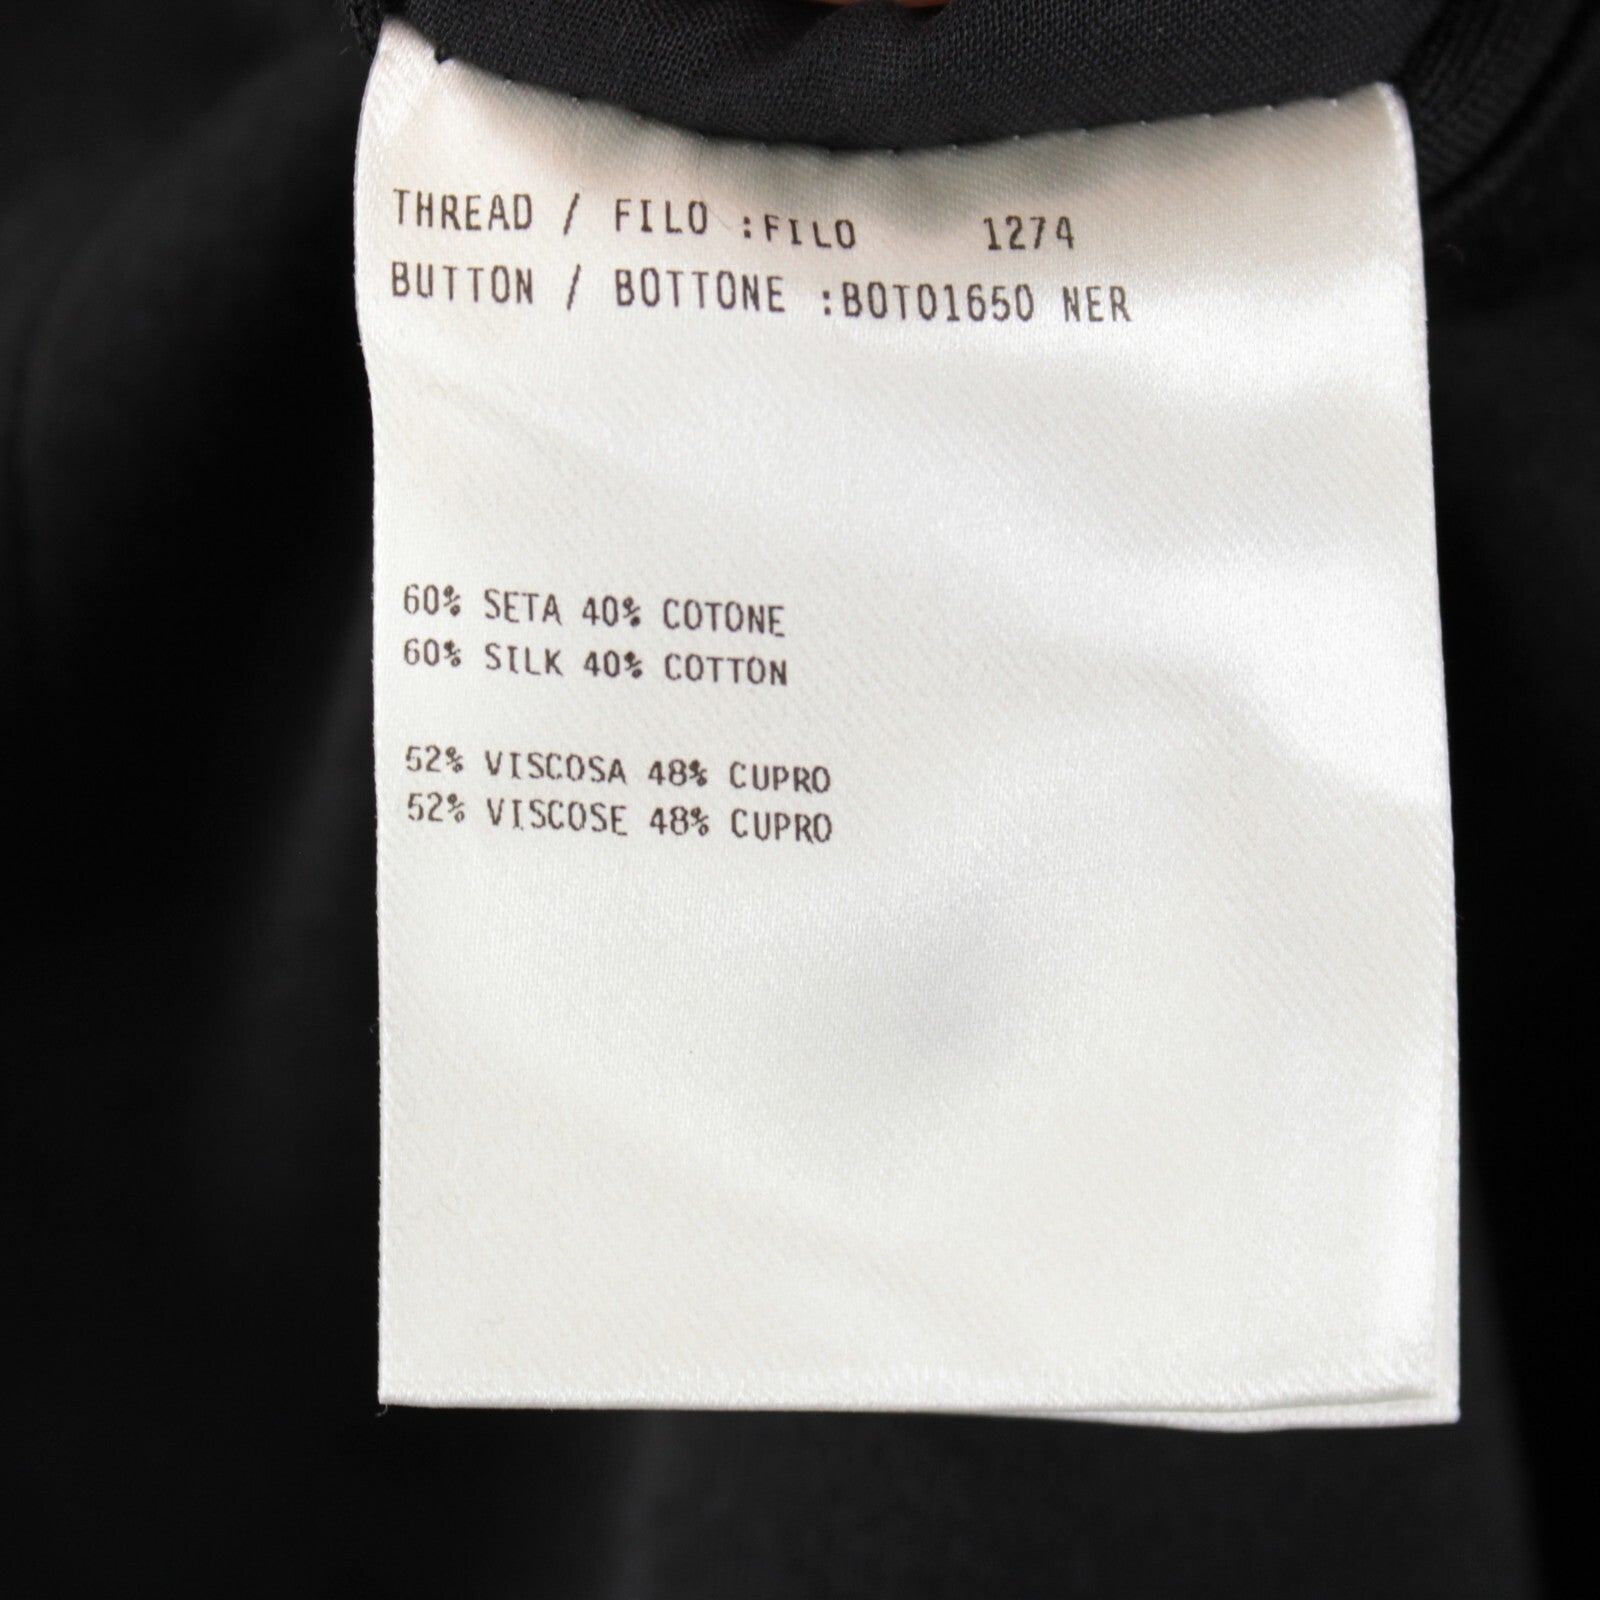 THREAD / FILO :FILO 1274
BUTTON / BOTTONE :BOT01650 NER
60% SETA 40% COTONE
60% SILK 40% COTTON
52% VISCOSA 48% CUPRO
52% VISCOSE 48% CUPRO